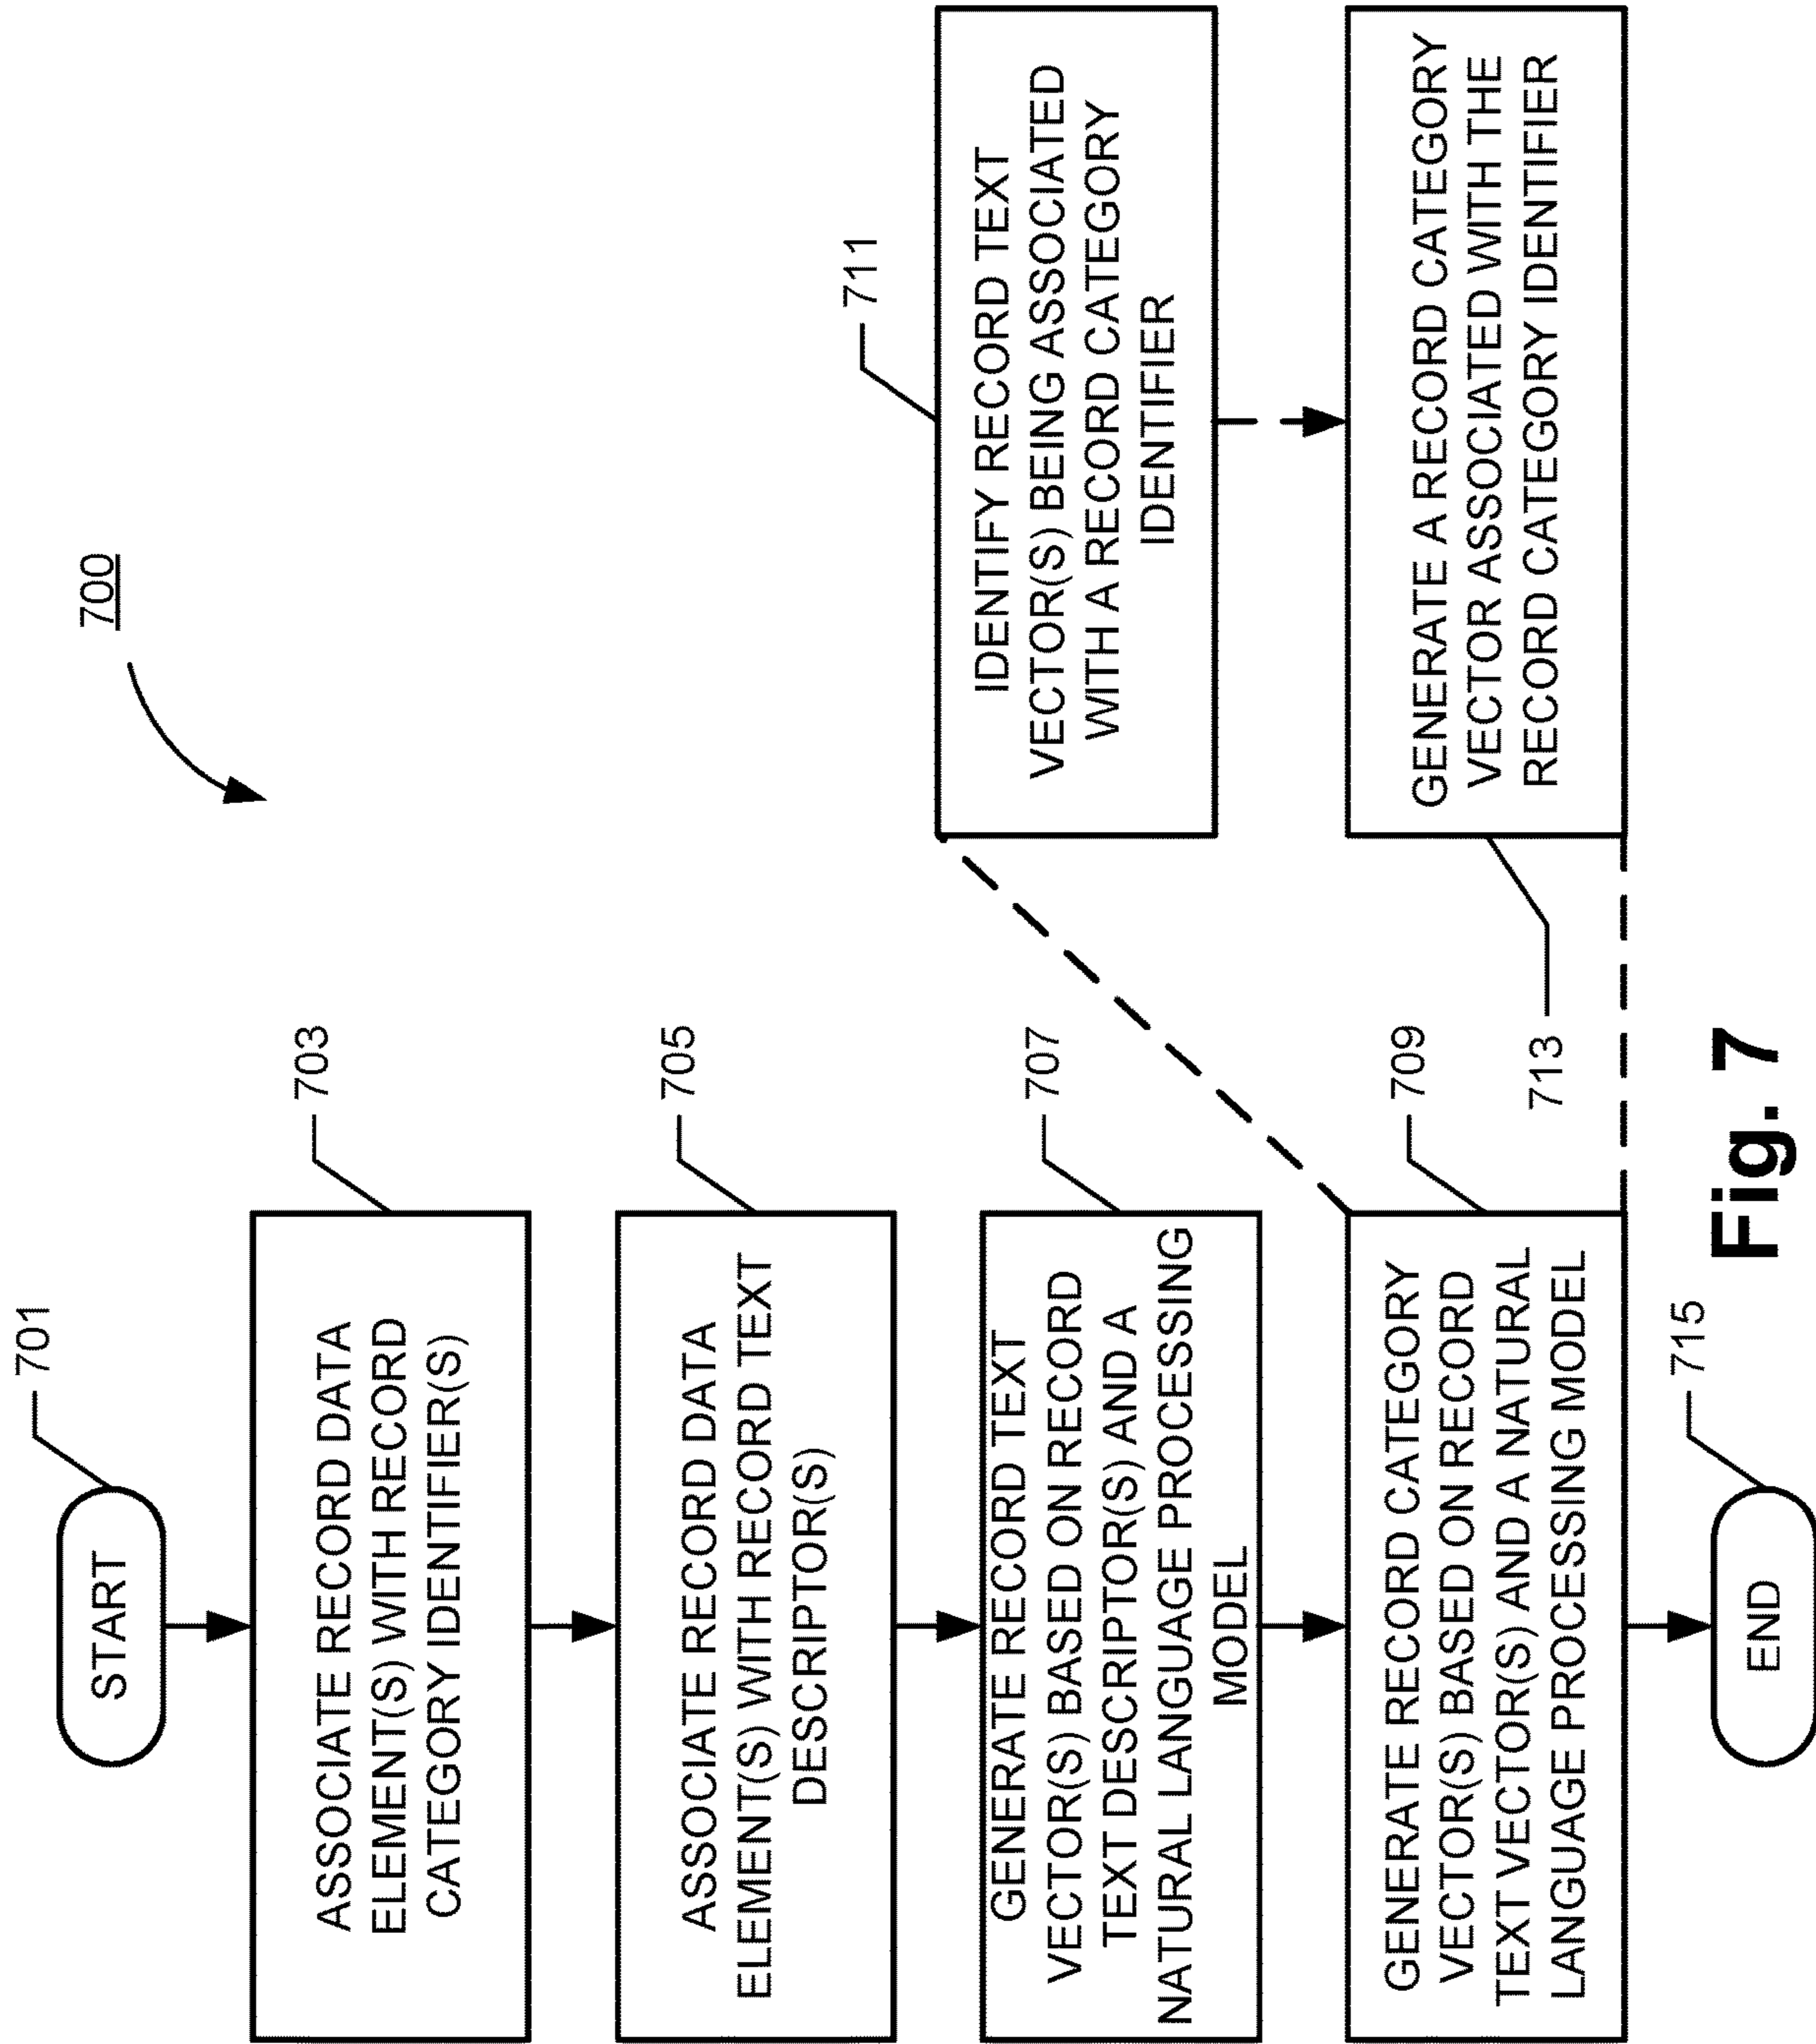 700
START
701
ASSOCIATE RECORD DATA
ELEMENT(S) WITH RECORD
CATEGORY IDENTIFIER(S)
703
ASSOCIATE RECORD DATA
ELEMENT(S) WITH RECORD TEXT
DESCRIPTOR(S)
705
GENERATE RECORD TEXT
VECTOR(S) BASED ON RECORD
TEXT DESCRIPTOR(S) AND A
NATURAL LANGUAGE PROCESSING
MODEL
707
GENERATE RECORD CATEGORY
VECTOR(S) BASED ON RECORD
TEXT VECTOR(S) AND A NATURAL
LANGUAGE PROCESSING MODEL
709
IDENTIFY RECORD TEXT
VECTOR(S) BEING ASSOCIATED
WITH A RECORD CATEGORY
IDENTIFIER
711
GENERATE A RECORD CATEGORY
VECTOR ASSOCIATED WITH THE
RECORD CATEGORY IDENTIFIER
713
END
715
Fig. 7